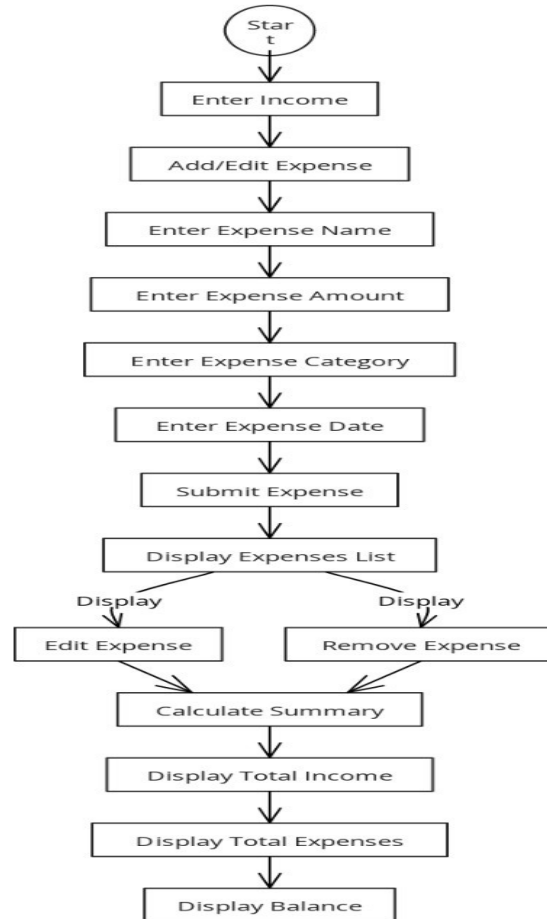 Star
t
Enter Income
Add/Edit Expense
Enter Expense Name
Enter Expense Amount
Enter Expense Category
Enter Expense Date
Submit Expense
Display Expenses List
Display Display
Edit Expense Remove Expense
Calculate Summary
Display Total Income
Display Total Expenses
Display Balance